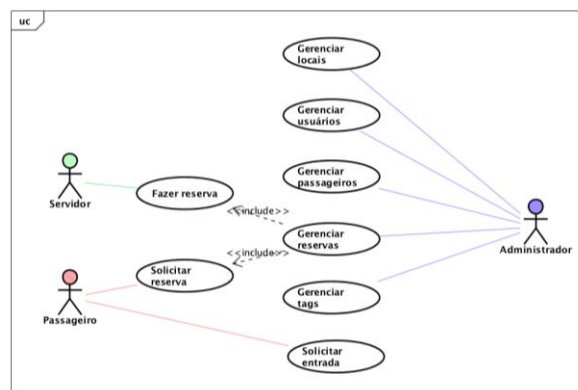 uc
Gerenciar
locais
Gerenciar
usuários
Gerenciar
passageiros
Servidor
Fazer reserva
<<include>>
Gerenciar
reservas
Administrador
<<include>>
Solicitar
reserva
Passageiro
Gerenciar
tags
Solicitar
entrada